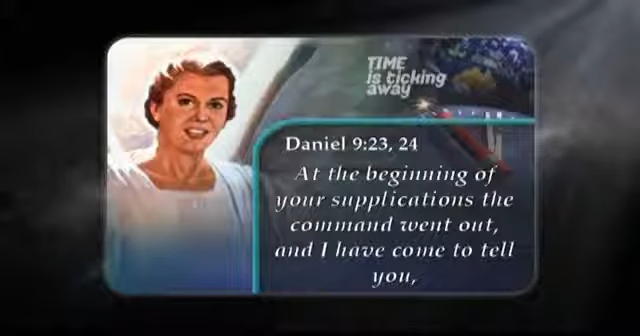 TIME
is ticking
away
Daniel 9:23, 24
At the beginning of
your supplications the
command went out,
and I have come to tell
you,